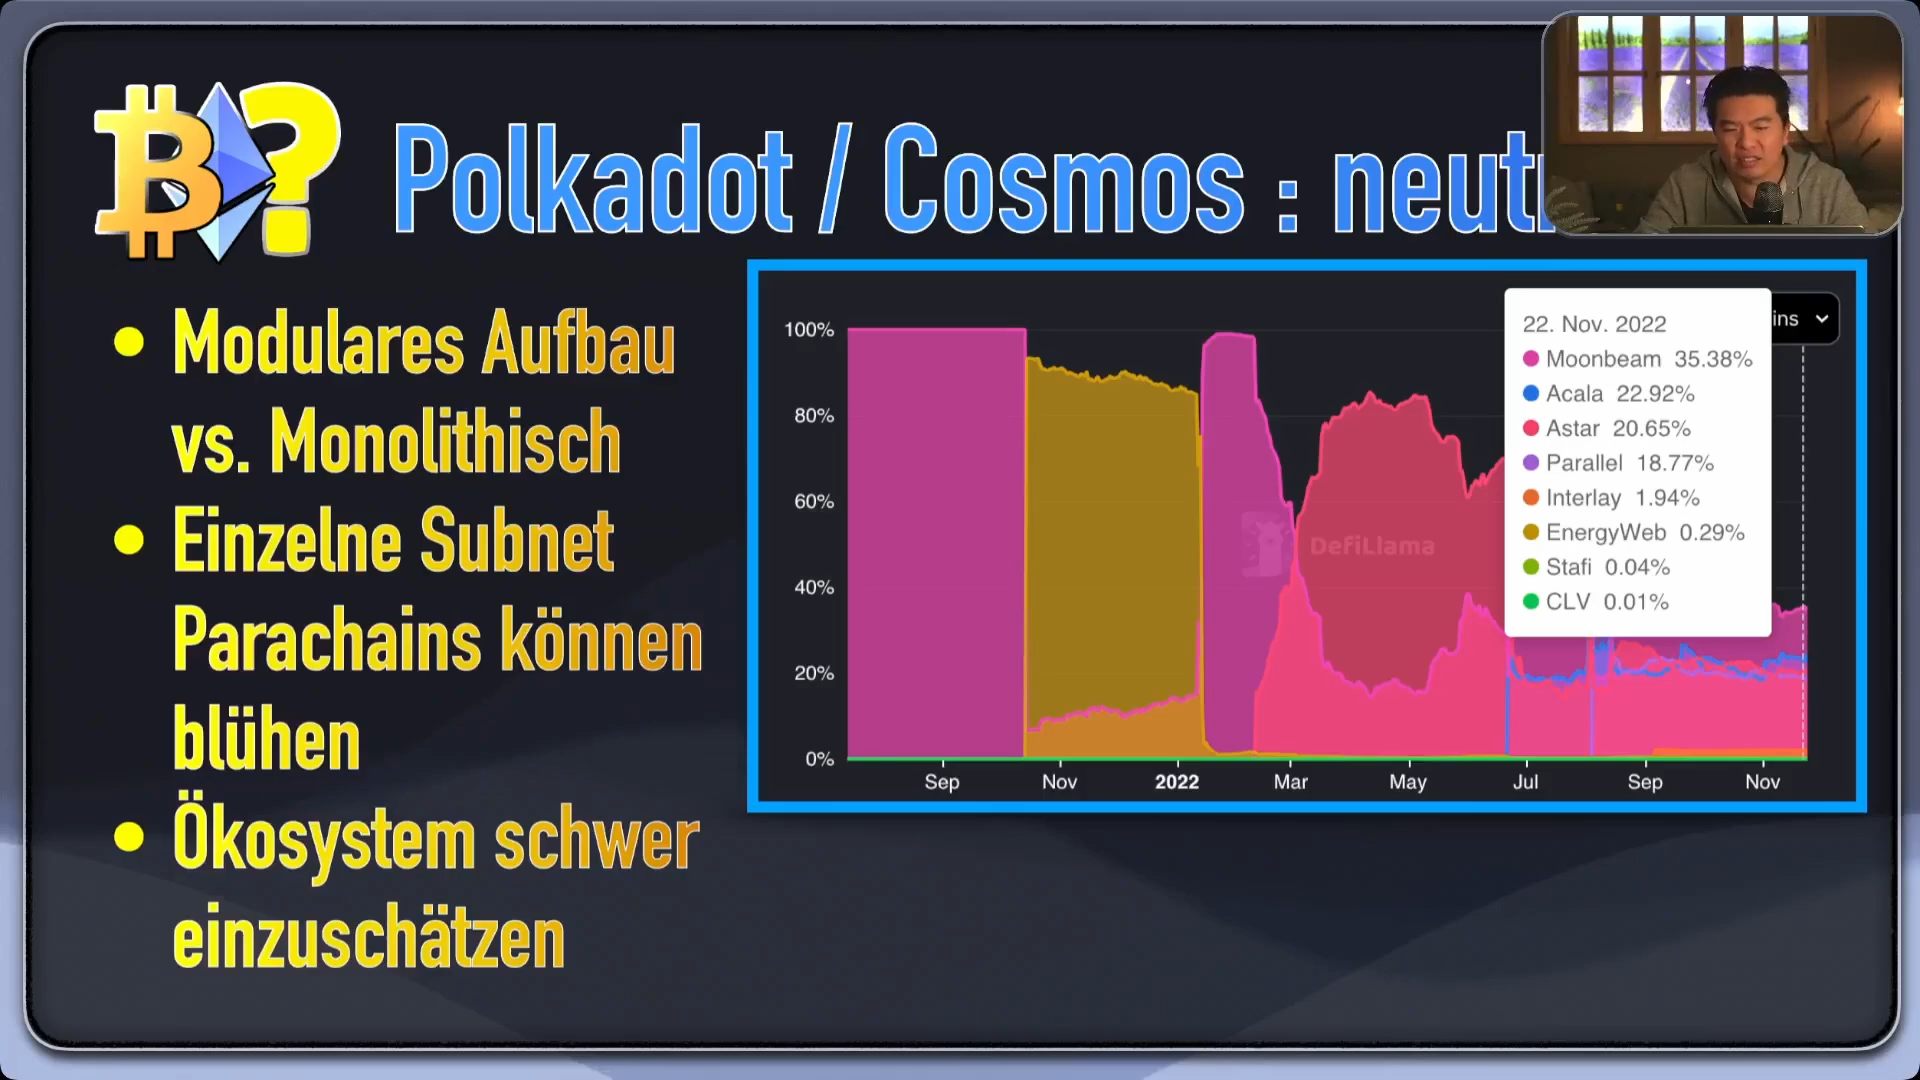 Polkadot / Cosmos : neut
Modulares Aufbau
vs. Monolithisch
Einzelne Subnet
Parachains können
blühen
Ökosystem schwer
einzuschätzen
ins
22. Nov. 2022
Moonbeam 35.38%
Acala 22.92%
Astar 20.65%
Parallel 18.77%
Interlay 1.94%
EnergyWeb 0.29%
Stafi 0.04%
CLV 0.01%
100%
80%
60%
40%
20%
0%
DefiLlama
Sep Nov 2022 Mar May Jul Sep Nov